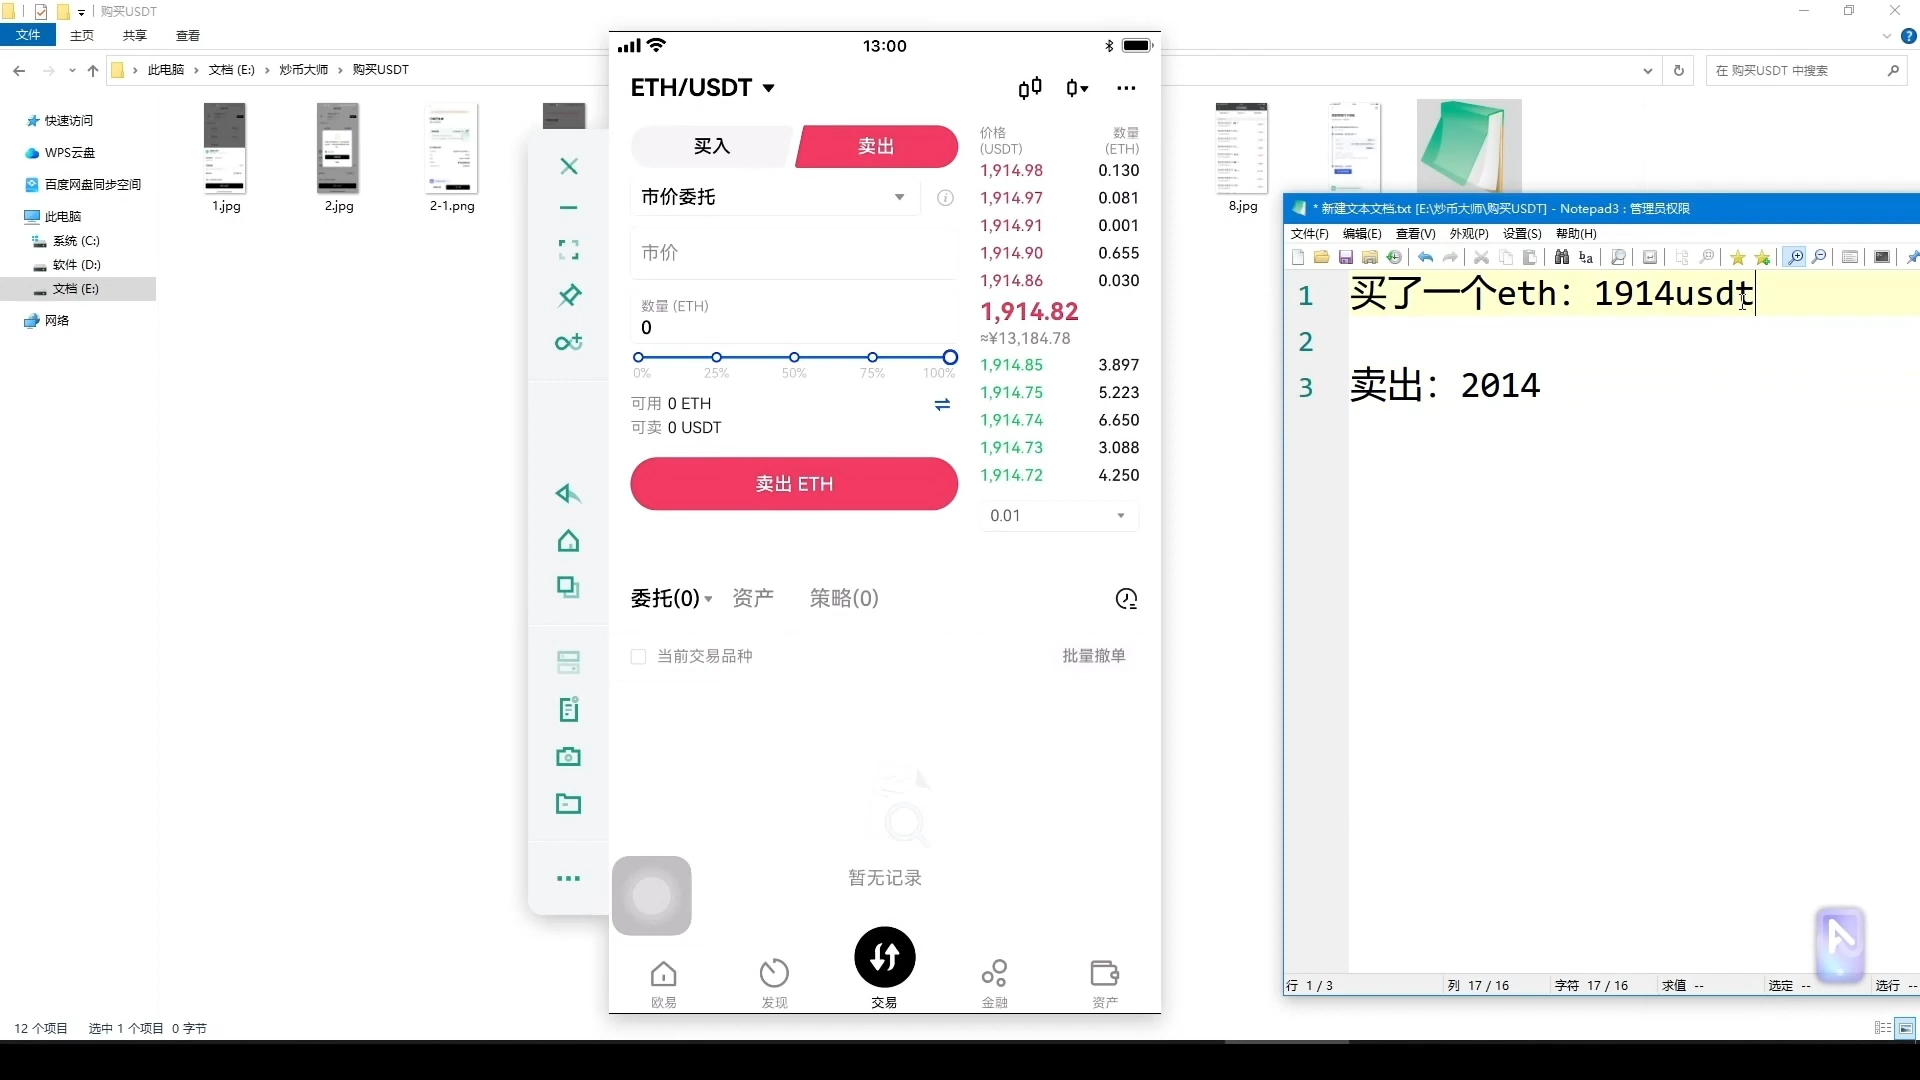 购买USDT
文件 主页 共享 查看
此电脑 文档 (E:) 炒币大师 购买USDT
在 购买USDT 中搜索
快速访问
WPS云盘
百度网盘同步空间
此电脑
系统 (C:)
软件 (D:)
文档 (E:)
网络
1.jpg
2.jpg
2-1.png
8.jpg
13:00
ETH/USDT
买入 卖出
市价委托
市价
数量 (ETH)
0
0% 25% 50% 75% 100%
可用 0 ETH
可卖 0 USDT
卖出 ETH
价格 数量
(USDT) (ETH)
1,914.98 0.130
1,914.97 0.081
1,914.91 0.001
1,914.90 0.655
1,914.86 0.030
1,914.82
≈¥13,184.78
1,914.85 3.897
1,914.75 5.223
1,914.74 6.650
1,914.73 3.088
1,914.72 4.250
0.01
委托(0) 资产 策略(0)
当前交易品种 批量撤单
暂无记录
欧易 发现 交易 金融 资产
* 新建文本文档.txt [E:\炒币大师\购买USDT] - Notepad3 : 管理员权限
文件(F) 编辑(E) 查看(V) 外观(P) 设置(S) 帮助(H)
1 买了一个eth：1914usdt
2
3 卖出：2014
行 1 / 3 列 17 / 16 字符 17 / 16 求值 -- 选定 -- 选行 --
12 个项目 选中 1 个项目 0 字节